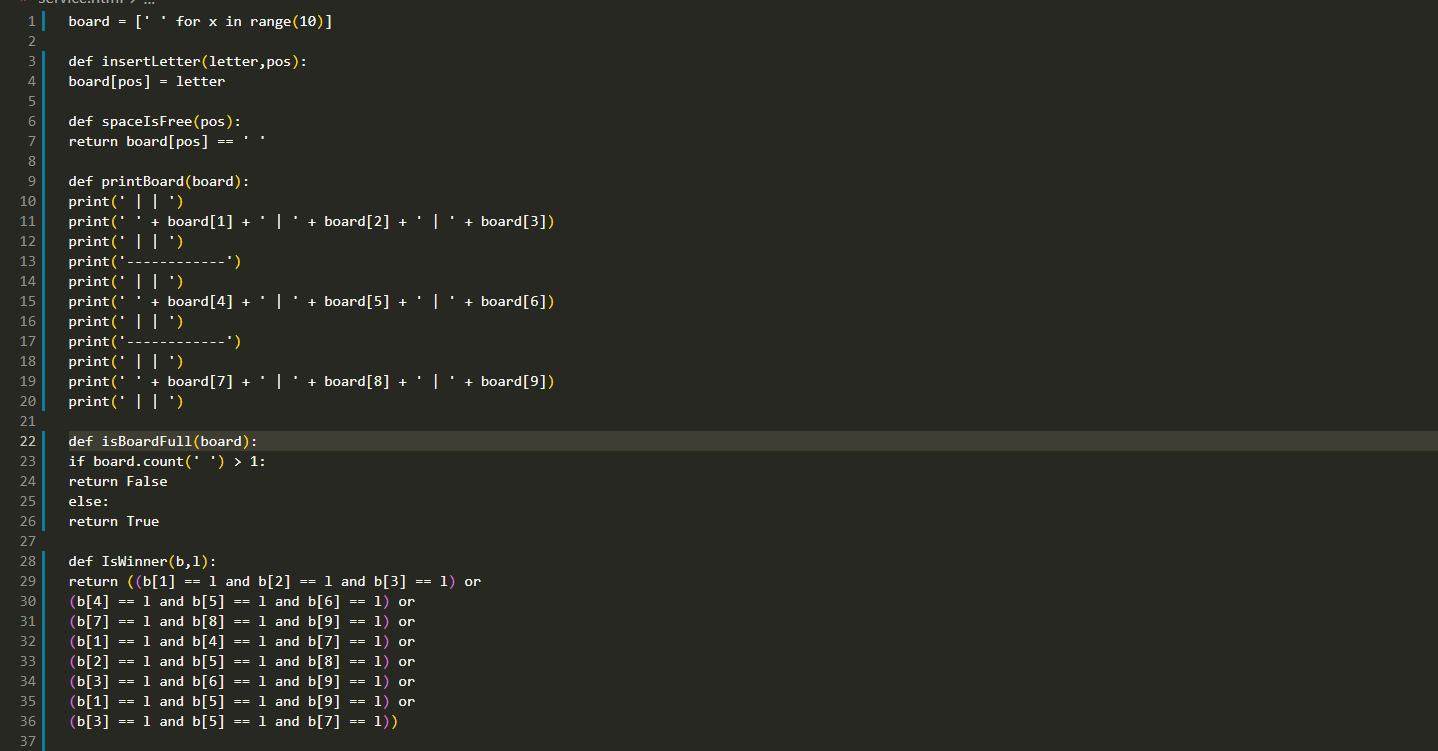 service.html > ...
1 board = [' ' for x in range(10)]
2
3 def insertLetter(letter,pos):
4 board[pos] = letter
5
6 def spaceIsFree(pos):
7 return board[pos] == ' '
8
9 def printBoard(board):
10 print(' | | ')
11 print(' ' + board[1] + ' | ' + board[2] + ' | ' + board[3])
12 print(' | | ')
13 print('------------')
14 print(' | | ')
15 print(' ' + board[4] + ' | ' + board[5] + ' | ' + board[6])
16 print(' | | ')
17 print('------------')
18 print(' | | ')
19 print(' ' + board[7] + ' | ' + board[8] + ' | ' + board[9])
20 print(' | | ')
21
22 def isBoardFull(board):
23 if board.count(' ') > 1:
24 return False
25 else:
26 return True
27
28 def IsWinner(b,l):
29 return ((b[1] == l and b[2] == l and b[3] == l) or
30 (b[4] == l and b[5] == l and b[6] == l) or
31 (b[7] == l and b[8] == l and b[9] == l) or
32 (b[1] == l and b[4] == l and b[7] == l) or
33 (b[2] == l and b[5] == l and b[8] == l) or
34 (b[3] == l and b[6] == l and b[9] == l) or
35 (b[1] == l and b[5] == l and b[9] == l) or
36 (b[3] == l and b[5] == l and b[7] == l))
37